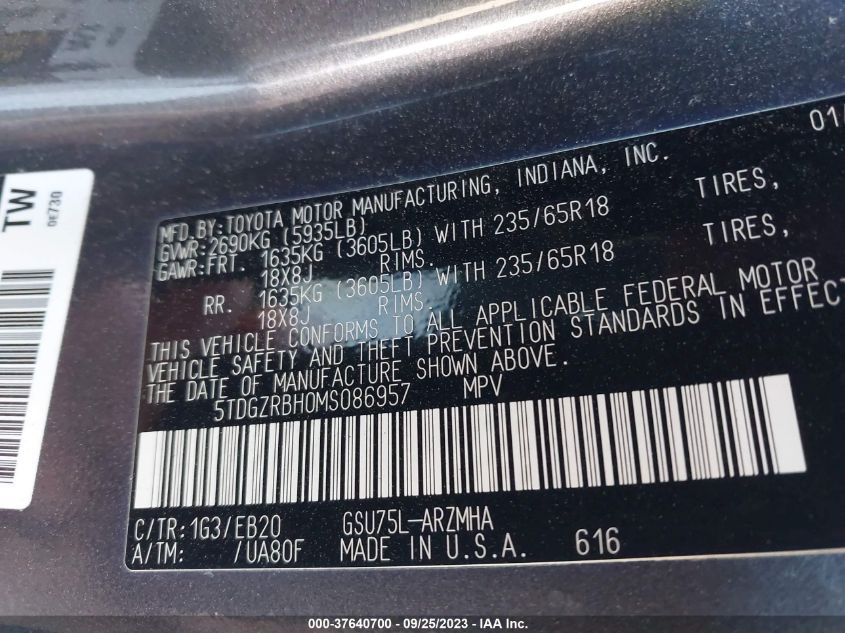 01/
MFD.BY:TOYOTA MOTOR MANUFACTURING, INDIANA, INC.
GVWR:2690KG (5935LB)
GAWR:FRT. 1635KG (3605LB) WITH 235/65R18 TIRES,
18X8J RIMS.
RR. 1635KG (3605LB) WITH 235/65R18 TIRES,
18X8J RIMS
THIS VEHICLE CONFORMS TO ALL APPLICABLE FEDERAL MOTOR
VEHICLE SAFETY AND THEFT PREVENTION STANDARDS IN EFFEC
THE DATE OF MANUFACTURE SHOWN ABOVE.
5TDGZRBH0MS086957 MPV
C/TR:1G3/EB20 GSU75L-ARZMHA
A/TM: /UA80F MADE IN U.S.A. 616
TW
0E730
000-37640700 - 09/25/2023 - IAA Inc.